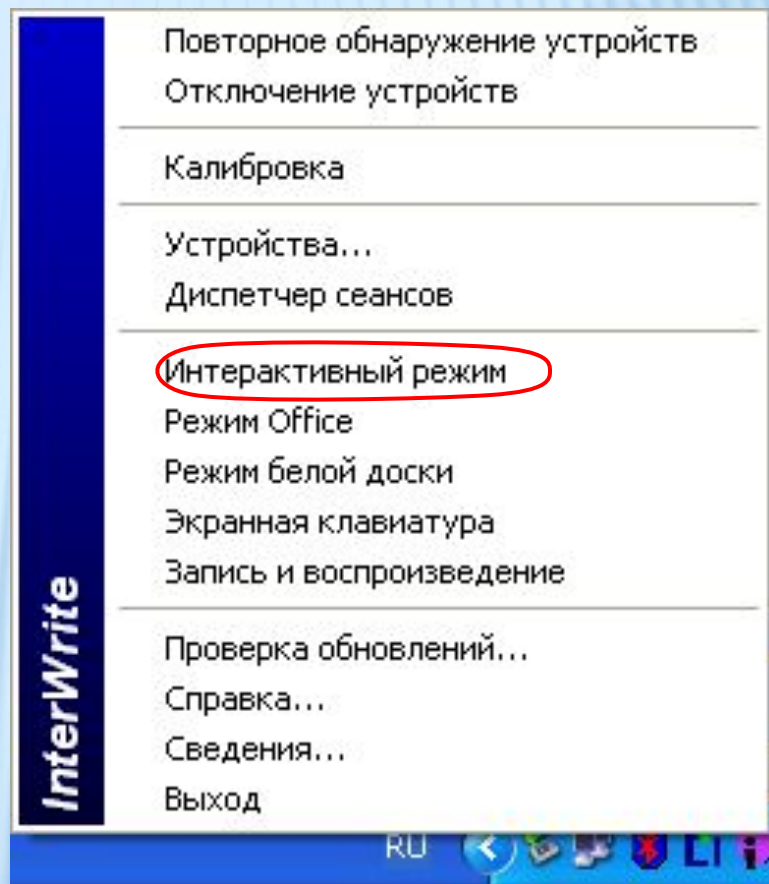 Повторное обнаружение устройств
Отключение устройств
Калибровка
Устройства...
Диспетчер сеансов
Интерактивный режим
Режим Office
Режим белой доски
Экранная клавиатура
Запись и воспроизведение
Проверка обновлений...
Справка...
Сведения...
Выход
InterWrite
RU